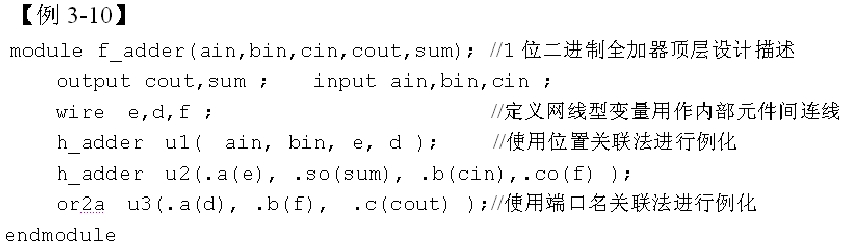 【例 3-10】
module f_adder(ain,bin,cin,cout,sum); //1 位二进制全加器顶层设计描述
output cout,sum ; input ain,bin,cin ;
wire e,d,f ; //定义网线型变量用作内部元件间连线
h_adder u1( ain, bin, e, d ); //使用位置关联法进行例化
h_adder u2(.a(e), .so(sum), .b(cin),.co(f) );
or2a u3(.a(d), .b(f), .c(cout) );//使用端口名关联法进行例化
endmodule